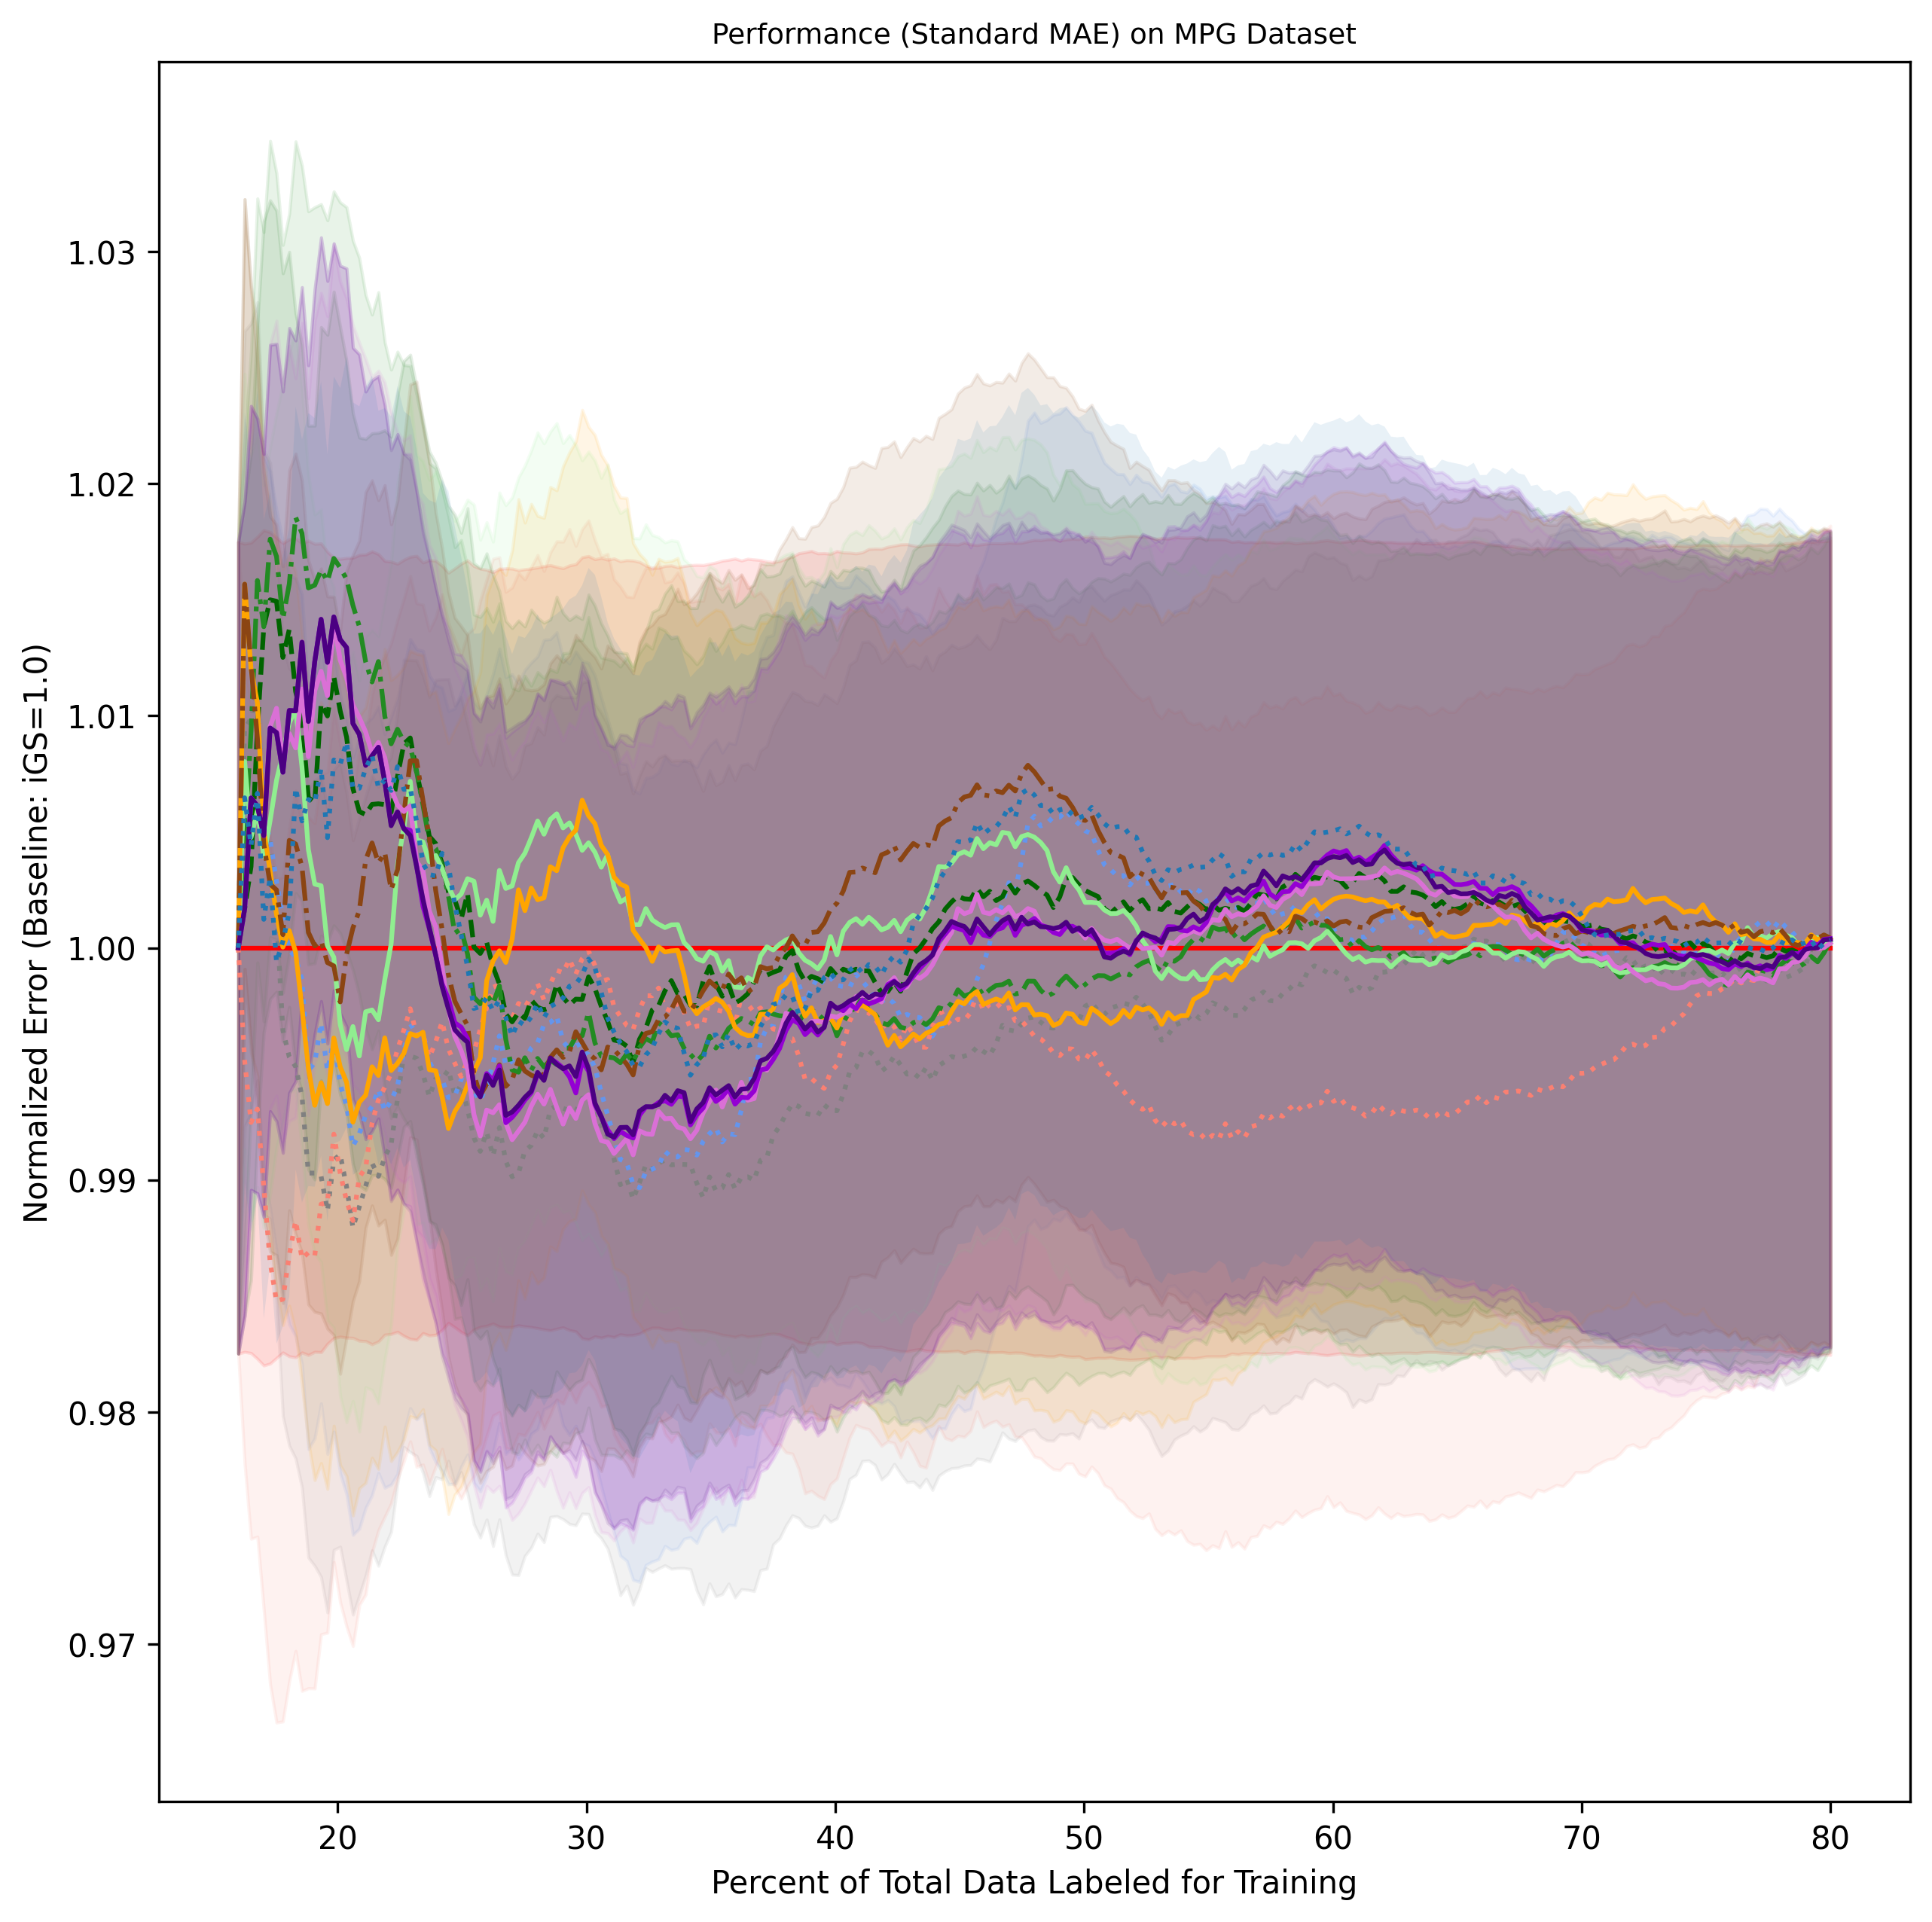 Performance (Standard MAE) on MPG Dataset
Normalized Error (Baseline: iGS=1.0)
1.03
1.02
1.01
1.00
0.99
0.98
0.97
20 30 40 50 60 70 80
Percent of Total Data Labeled for Training